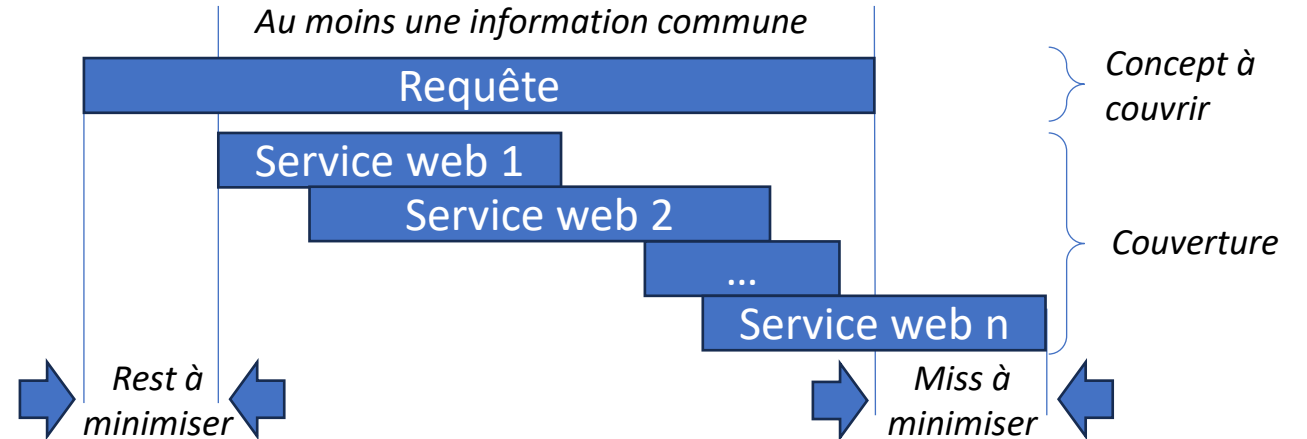 Au moins une information commune
Requête
Concept à
couvrir
Service web 1
Service web 2
...
Service web n
Couverture
Rest à
minimiser
Miss à
minimiser